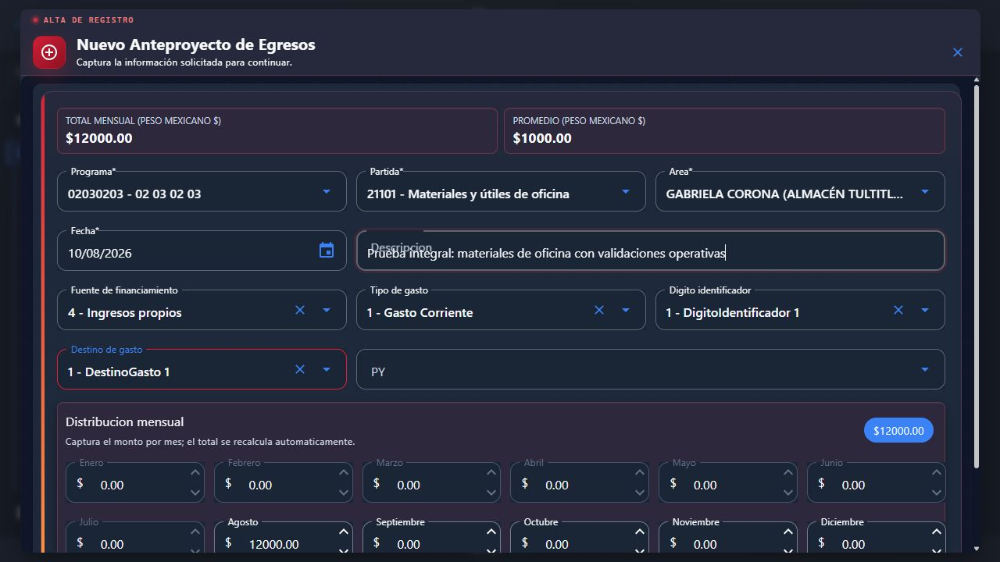 ALTA DE REGISTRO
Nuevo Anteproyecto de Egresos
Captura la información solicitada para continuar.
TOTAL MENSUAL (PESO MEXICANO $)
$12000.00
PROMEDIO (PESO MEXICANO $)
$1000.00
Programa*
02030203 - 02 03 02 03
Partida*
21101 - Materiales y útiles de oficina
Area*
GABRIELA CORONA (ALMACÉN TULTITL...
Fecha*
10/08/2026
Descripcion
Prueba integral: materiales de oficina con validaciones operativas
Fuente de financiamiento
4 - Ingresos propios
Tipo de gasto
1 - Gasto Corriente
Digito identificador
1 - DigitoIdentificador 1
Destino de gasto
1 - DestinoGasto 1
PY
Distribucion mensual
Captura el monto por mes; el total se recalcula automaticamente.
$12000.00
Enero
$ 0.00
Febrero
$ 0.00
Marzo
$ 0.00
Abril
$ 0.00
Mayo
$ 0.00
Junio
$ 0.00
Julio
$ 0.00
Agosto
$ 12000.00
Septiembre
$ 0.00
Octubre
$ 0.00
Noviembre
$ 0.00
Diciembre
$ 0.00